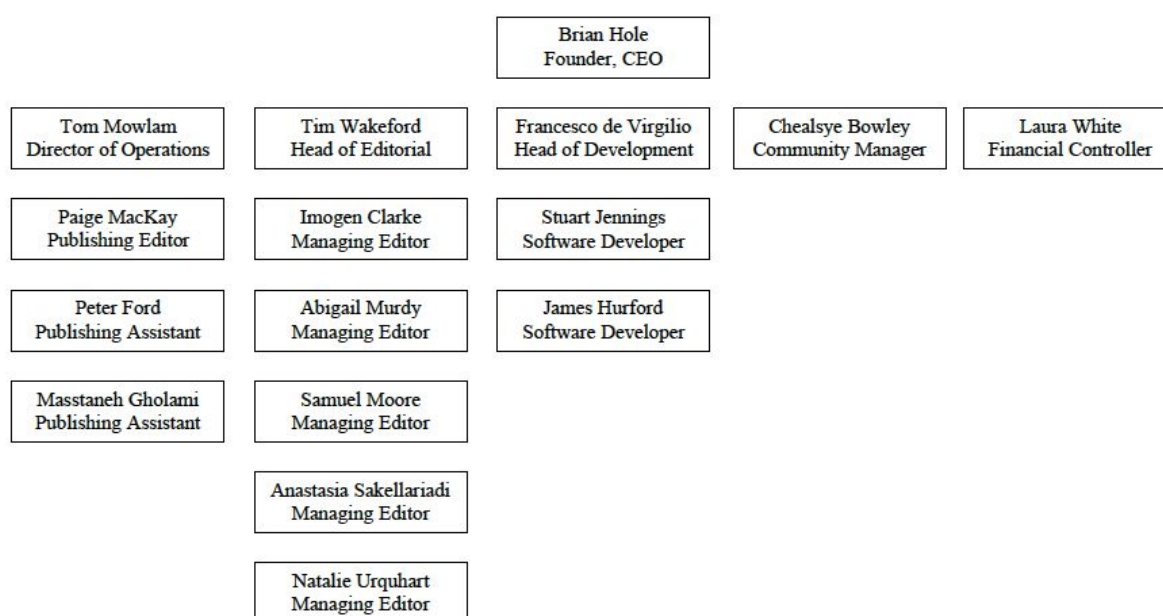 Brian Hole
Founder, CEO
Tom Mowlam
Director of Operations
Tim Wakeford
Head of Editorial
Francesco de Virgilio
Head of Development
Chealsye Bowley
Community Manager
Laura White
Financial Controller
Paige MacKay
Publishing Editor
Imogen Clarke
Managing Editor
Stuart Jennings
Software Developer
Peter Ford
Publishing Assistant
Abigail Murdy
Managing Editor
James Hurford
Software Developer
Masstaneh Gholami
Publishing Assistant
Samuel Moore
Managing Editor
Anastasia Sakellariadi
Managing Editor
Natalie Urquhart
Managing Editor